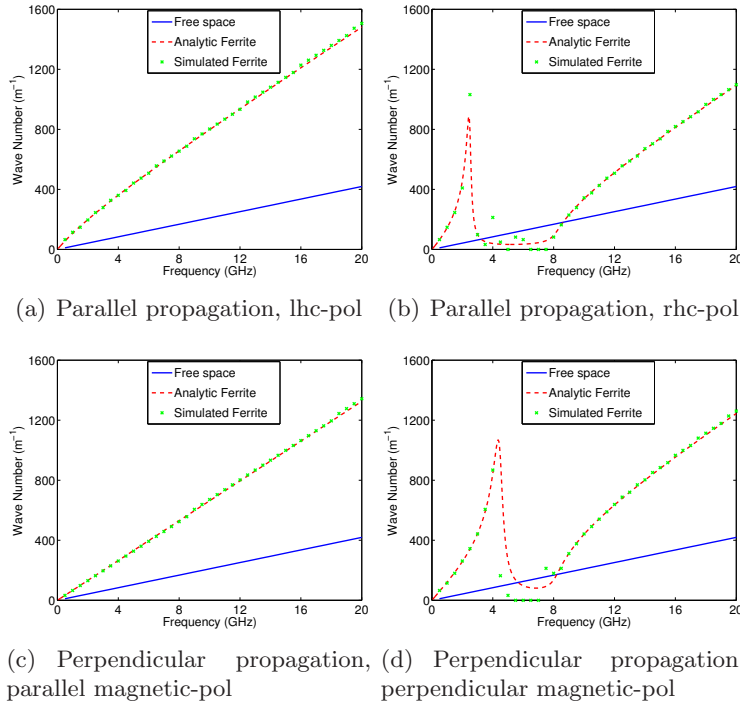 1600
1200
800
400
0
0 4 8 12 16 20
Wave Number (m⁻¹)
Frequency (GHz)
Free space
Analytic Ferrite
Simulated Ferrite
(a) Parallel propagation, lhc-pol
1600
1200
800
400
0
0 4 8 12 16 20
Wave Number (m⁻¹)
Frequency (GHz)
Free space
Analytic Ferrite
Simulated Ferrite
(b) Parallel propagation, rhc-pol
1600
1200
800
400
0
0 4 8 12 16 20
Wave Number (m⁻¹)
Frequency (GHz)
Free space
Analytic Ferrite
Simulated Ferrite
(c) Perpendicular propagation,
parallel magnetic-pol
1600
1200
800
400
0
0 4 8 12 16 20
Wave Number (m⁻¹)
Frequency (GHz)
Free space
Analytic Ferrite
Simulated Ferrite
(d) Perpendicular propagation
perpendicular magnetic-pol